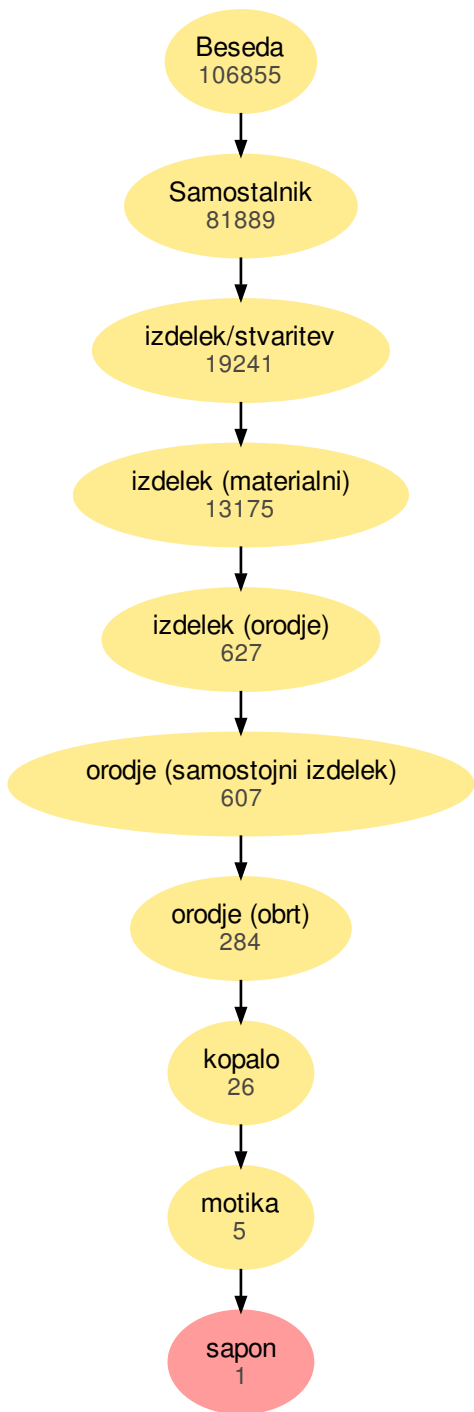 Beseda
106855
Samostalnik
81889
izdelek/stvaritev
19241
izdelek (materialni)
13175
izdelek (orodje)
627
orodje (samostojni izdelek)
607
orodje (obrt)
284
kopalo
26
motika
5
sapon
1